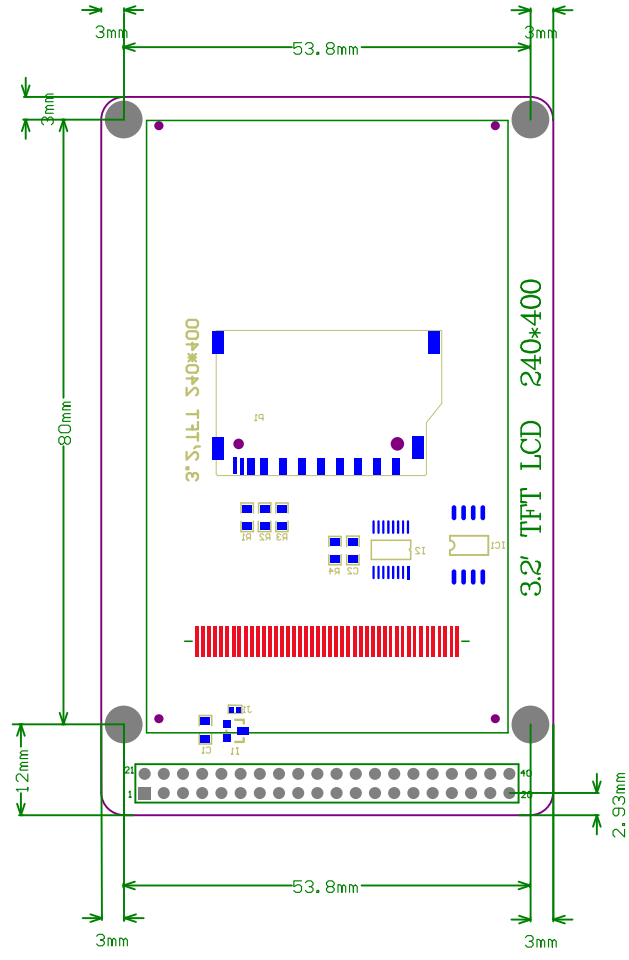 3mm
3mm
53.8mm
3mm
3.2'TFT 240*400
3.2' TFT LCD 240*400
P1
80mm
R1
R2
R3
R4
C2
I2
IC1
J1
C1
I1
21
40
1
20
12mm
2.93mm
53.8mm
3mm
3mm